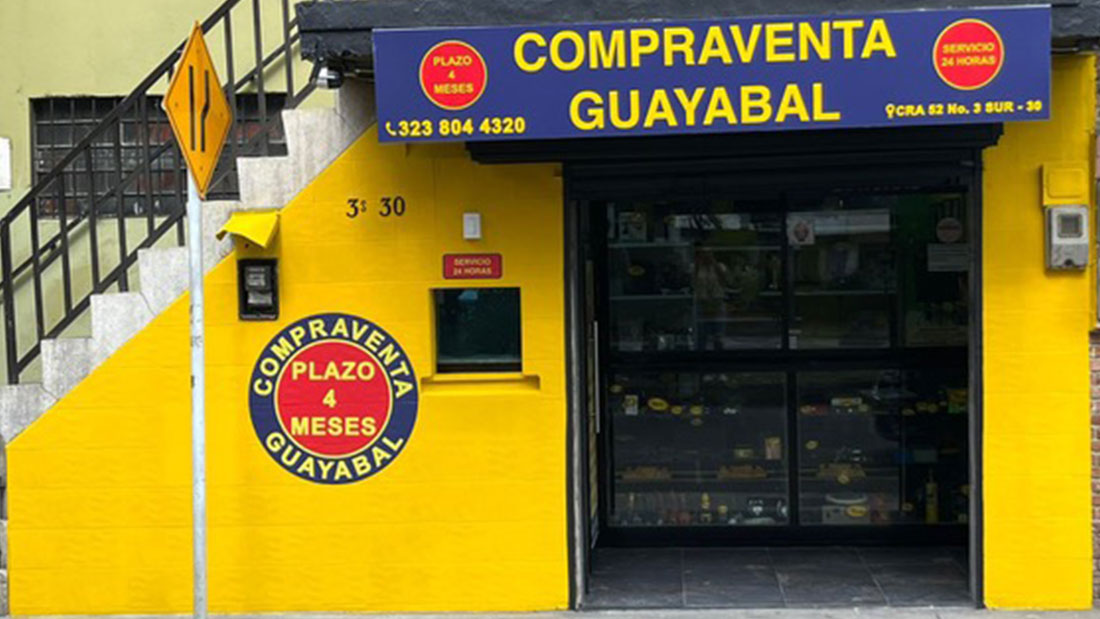 COMPRAVENTA
GUAYABAL
PLAZO
4
MESES
SERVICIO
24 HORAS
323 804 4320
CRA 52 No. 3 SUR - 30
3s 30
SERVICIO
24 HORAS
COMPRAVENTA
PLAZO
4
MESES
GUAYABAL